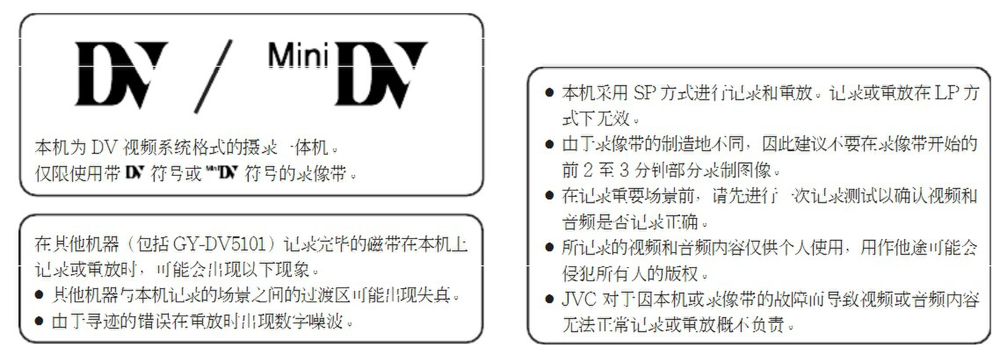 DV / Mini DV
本机为 DV 视频系统格式的摄录一体机。
仅限使用带 DV 符号或 Mini DV 符号的录像带。
在其他机器（包括 GY-DV5101）记录完毕的磁带在本机上
记录或重放时，可能会出现以下现象。
● 其他机器与本机记录的场景之间的过渡区可能出现失真。
● 由于寻迹的错误在重放时出现数字噪波。
● 本机采用 SP 方式进行记录和重放。记录或重放在 LP 方
式下无效。
● 由于录像带的制造地不同，因此建议不要在录像带开始的
前 2 至 3 分钟部分录制图像。
● 在记录重要场景前，请先进行一次记录测试以确认视频和
音频是否记录正确。
● 所记录的视频和音频内容仅供个人使用，用作他途可能会
侵犯所有人的版权。
● JVC 对于因本机或录像带的故障而导致视频或音频内容
无法正常记录或重放概不负责。